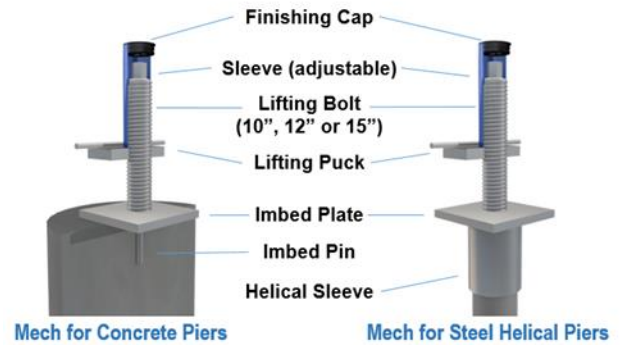 Finishing Cap
Sleeve (adjustable)
Lifting Bolt
(10”, 12” or 15”)
Lifting Puck
Imbed Plate
Imbed Pin
Helical Sleeve
Mech for Concrete Piers
Mech for Steel Helical Piers